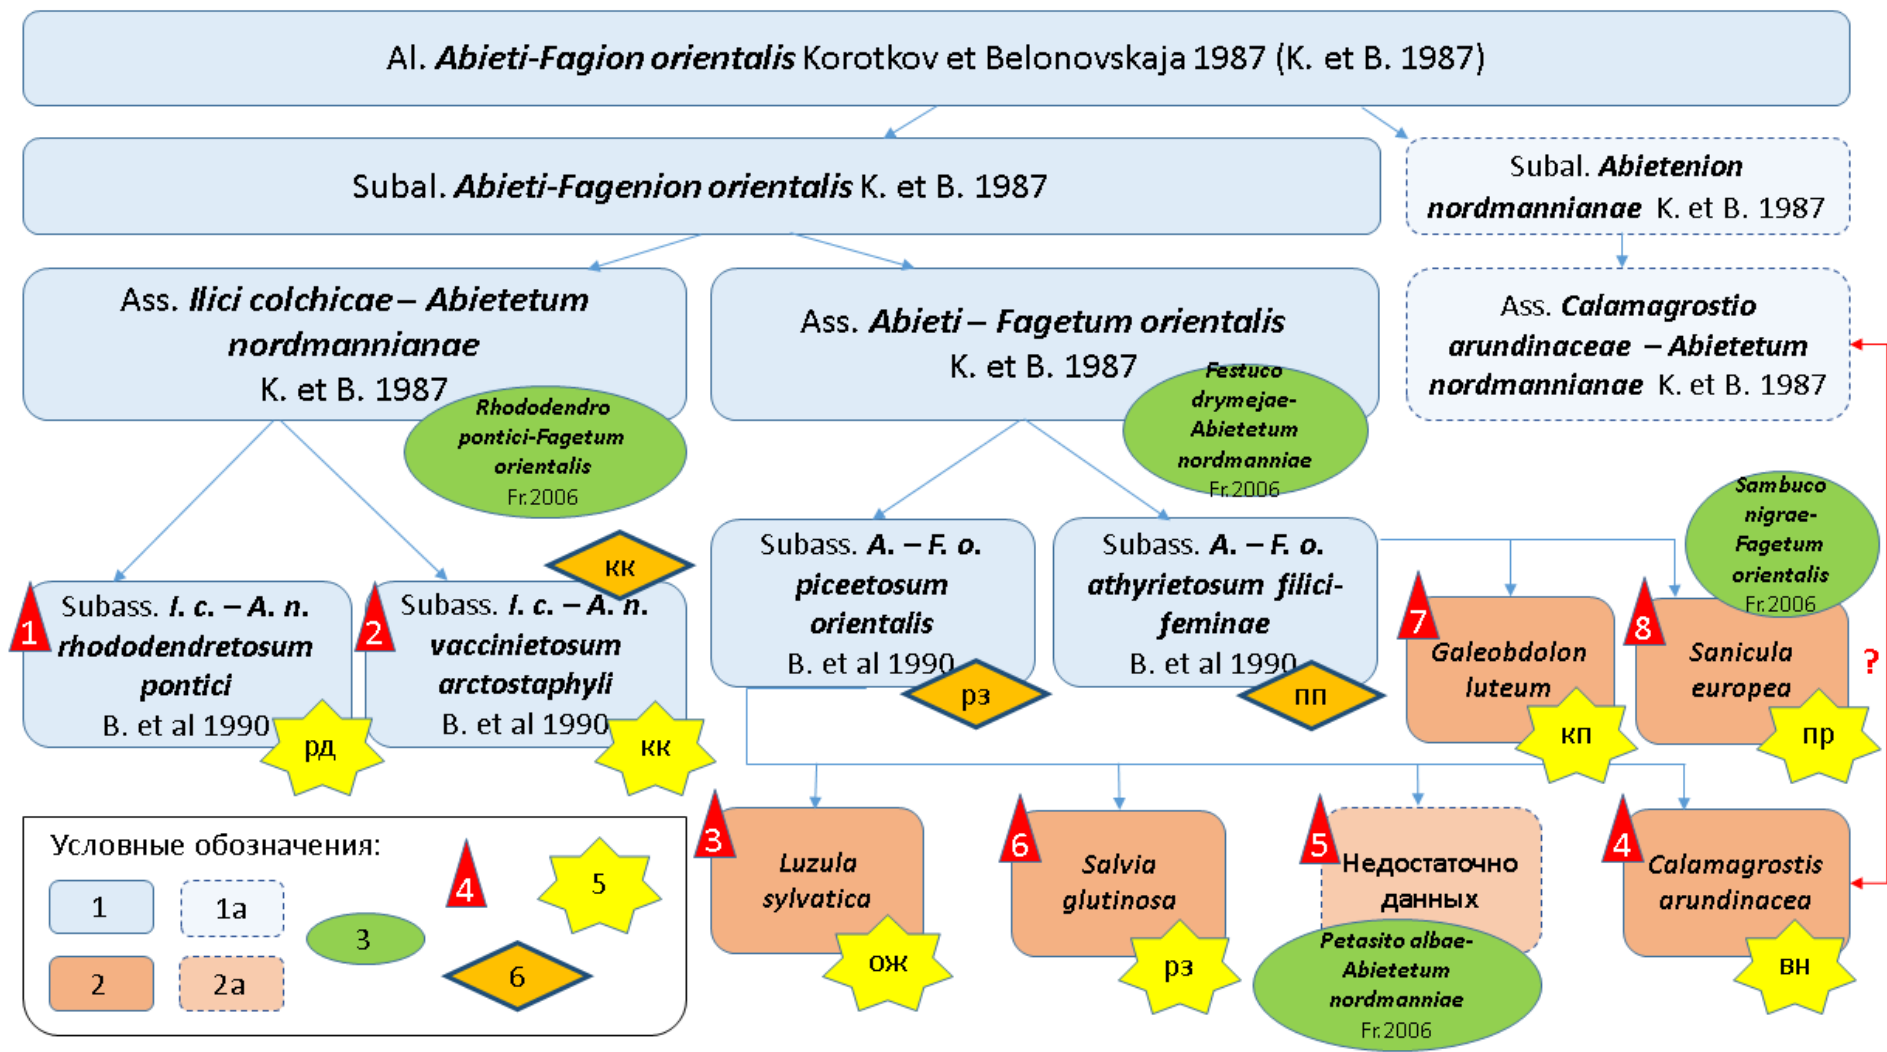 Al. Abieti-Fagion orientalis Korotkov et Belonovskaja 1987 (K. et B. 1987)
Subal. Abieti-Fagenion orientalis K. et B. 1987
Subal. Abietenion
nordmannianae K. et B. 1987
Ass. Ilici colchicae – Abietetum
nordmannianae
K. et B. 1987
Rhododendro
pontici-Fagetum
orientalis
Fr.2006
Ass. Abieti – Fagetum orientalis
K. et B. 1987
Festuco
drymejae-
Abietetum
nordmanniae
Fr.2006
Ass. Calamagrostio
arundinaceae – Abietetum
nordmannianae K. et B. 1987
1
Subass. I. c. – A. n.
rhododendretosum
pontici
B. et al 1990
рд
кк
2
Subass. I. c. – A. n.
vaccinietosum
arctostaphyli
B. et al 1990
кк
Subass. A. – F. o.
piceetosum
orientalis
B. et al 1990
рз
Subass. A. – F. o.
athyrietosum filici-
feminae
B. et al 1990
пп
7
Galeobdolon
luteum
кп
Sambuco
nigrae-
Fagetum
orientalis
Fr.2006
8
Sanicula
europea
пр
?
3
Luzula
sylvatica
ож
6
Salvia
glutinosa
рз
5
Недостаточно
данных
Petasito albae-
Abietetum
nordmanniae
Fr.2006
4
Calamagrostis
arundinacea
вн
Условные обозначения:
1
1а
2
2а
3
4
5
6